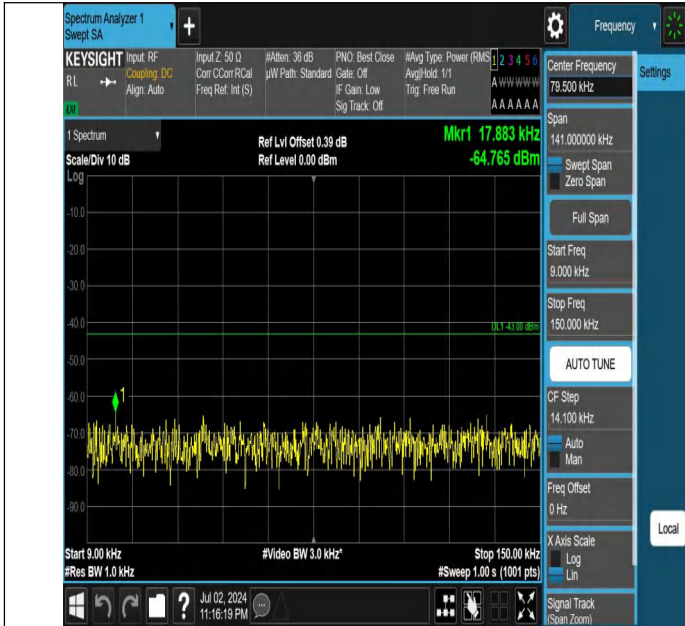 Spectrum Analyzer 1
Swept SA
+
Frequency
KEYSIGHT
RL
Input: RF
Coupling: DC
Align: Auto
Input Z: 50 Ω
Corr CCorr RCal
Freq Ref: Int (S)
#Atten: 36 dB
µW Path: Standard
PNO: Best Close
Gate: Off
IF Gain: Low
Sig Track: Off
#Avg Type: Power (RMS
Avg|Hold: 1/1
Trig: Free Run
1 2 3 4 5 6
A W W W W W
A A A A A A
1 Spectrum
Scale/Div 10 dB
Log
Ref Lvl Offset 0.39 dB
Ref Level 0.00 dBm
Mkr1 17.883 kHz
-64.765 dBm
-10.0
-20.0
-30.0
-40.0
DL1 -43.00 dBm
-50.0
-60.0
1
-70.0
-80.0
-90.0
Start 9.00 kHz
#Res BW 1.0 kHz
#Video BW 3.0 kHz*
Stop 150.00 kHz
#Sweep 1.00 s (1001 pts)
?
Jul 02, 2024
11:16:19 PM
Center Frequency
79.500 kHz
Settings
Span
141.000000 kHz
Swept Span
Zero Span
Full Span
Start Freq
9.000 kHz
Stop Freq
150.000 kHz
AUTO TUNE
CF Step
14.100 kHz
Auto
Man
Freq Offset
0 Hz
Local
X Axis Scale
Log
Lin
Signal Track
(Span Zoom)